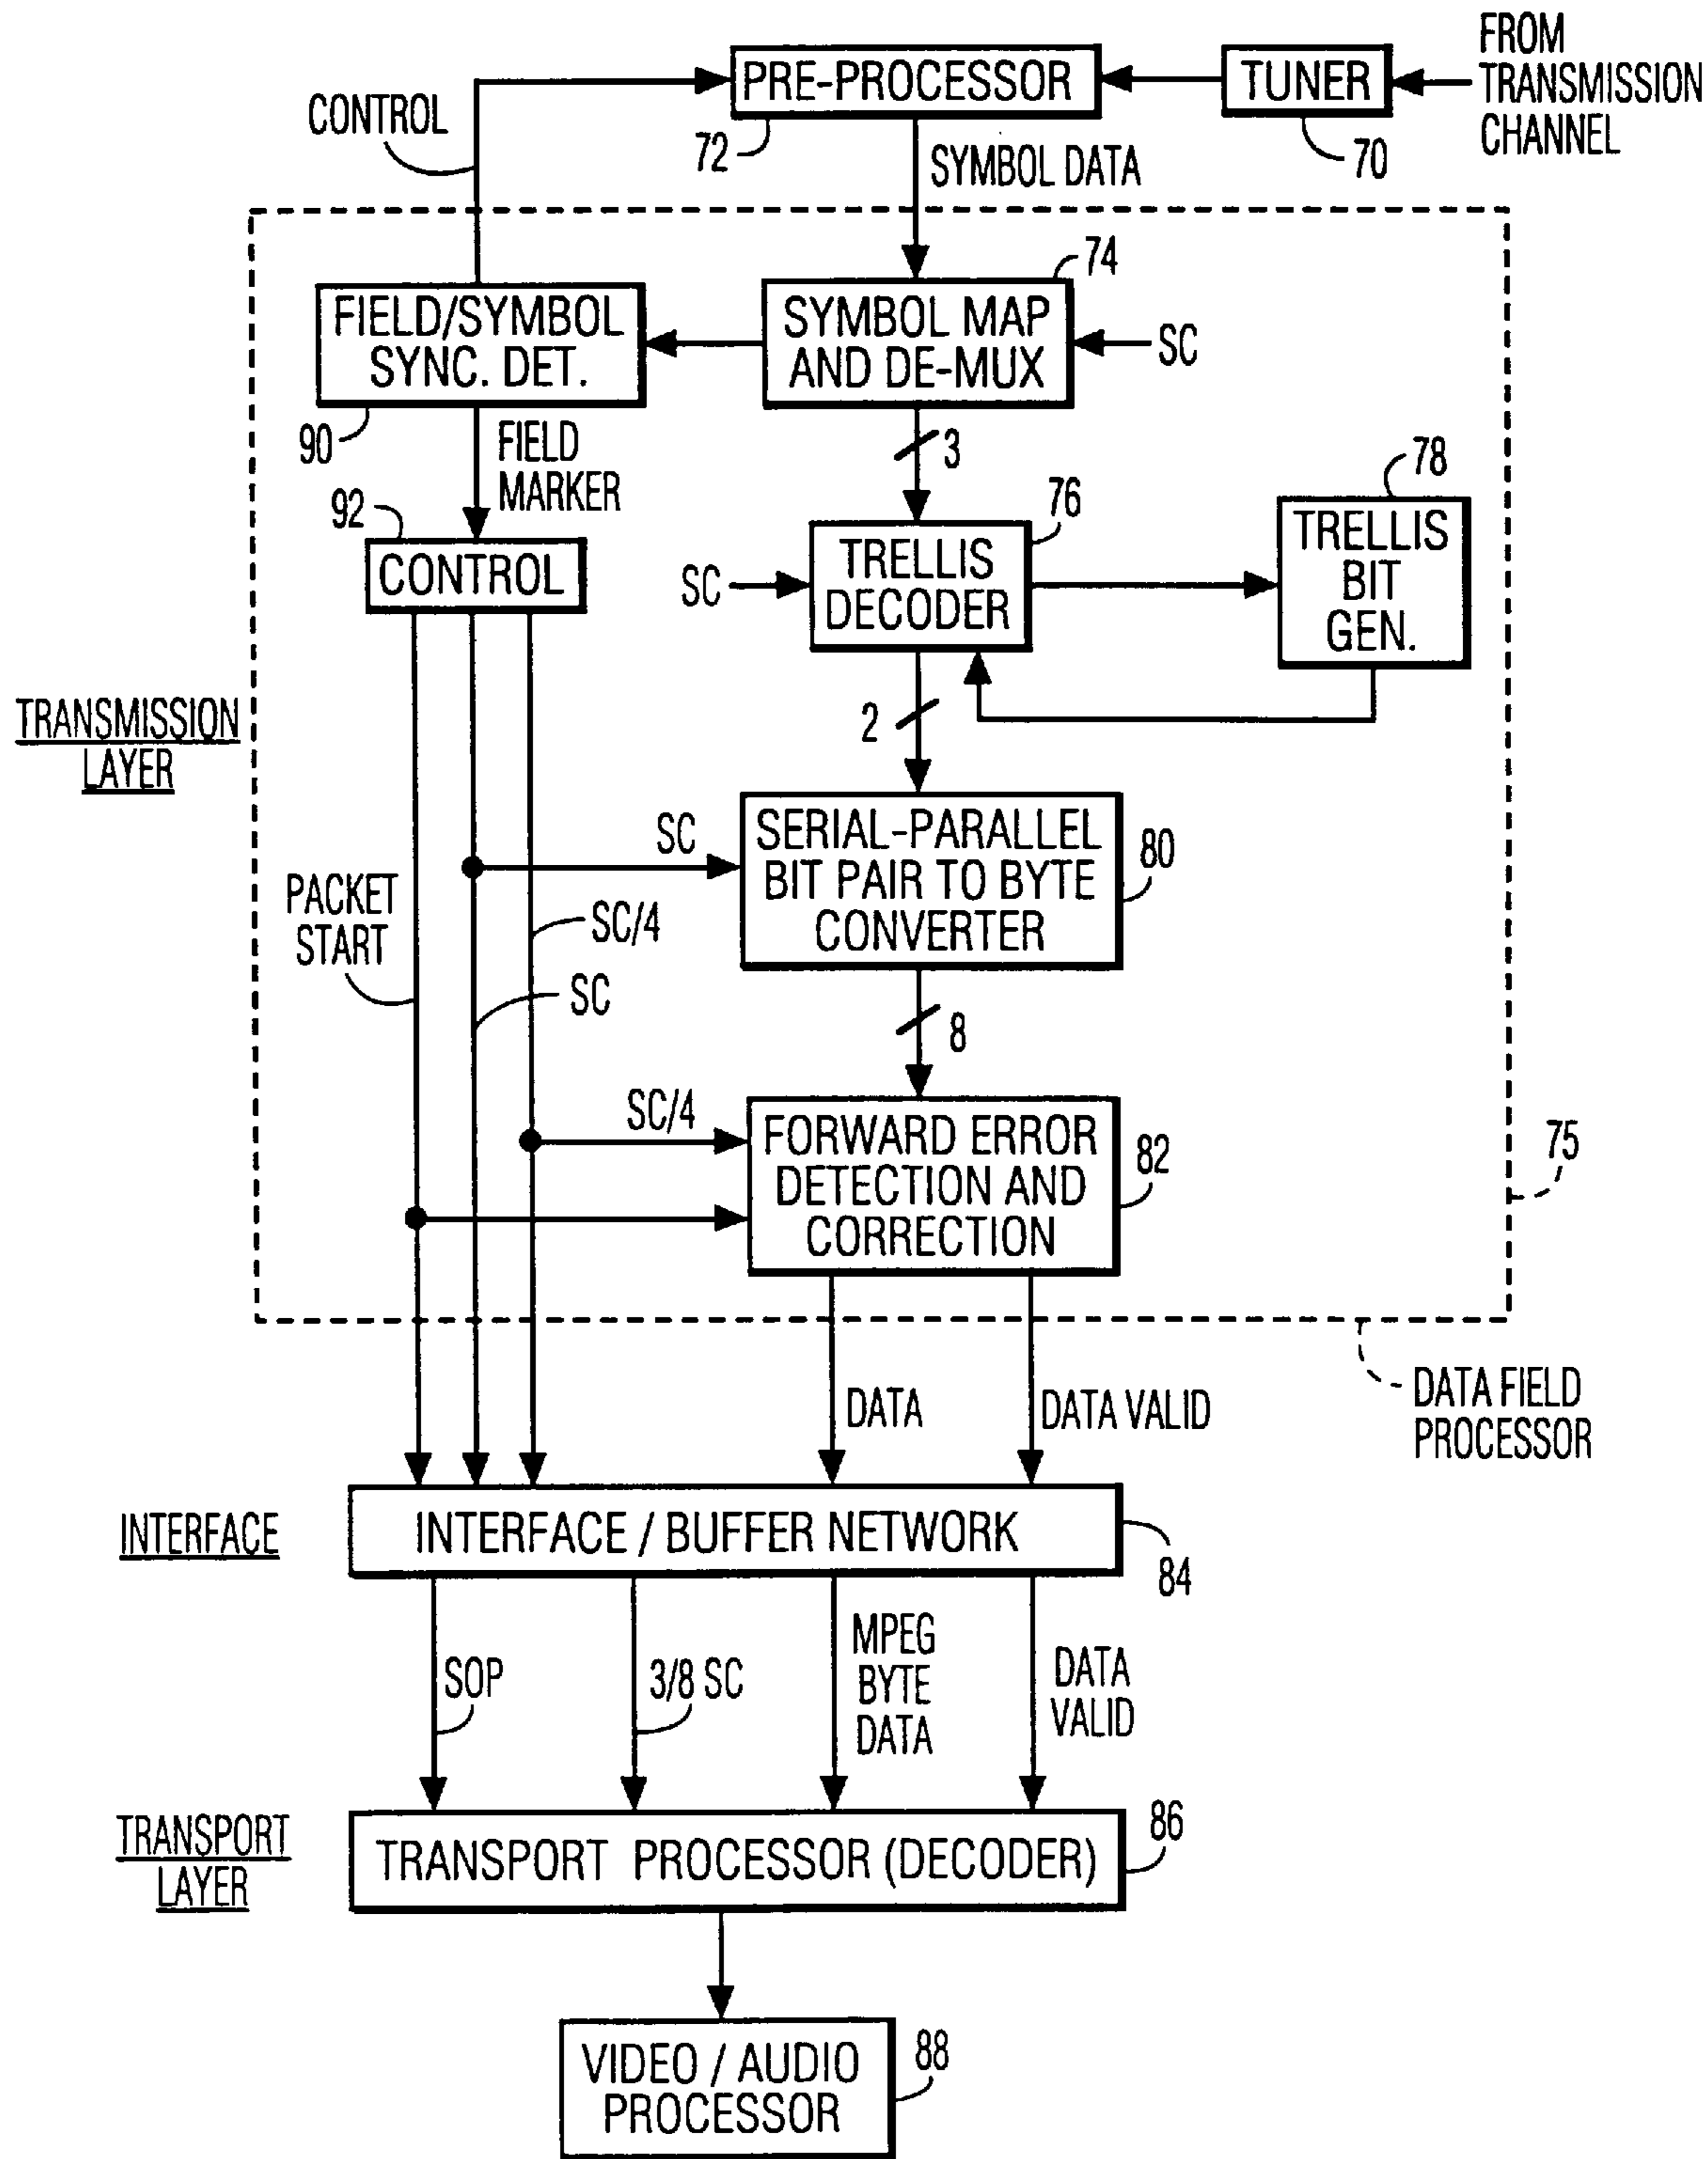 FROM
TRANSMISSION
CHANNEL
TUNER
70
PRE-PROCESSOR
72
CONTROL
SYMBOL DATA
74
FIELD/SYMBOL
SYNC. DET.
SYMBOL MAP
AND DE-MUX
SC
90
FIELD
MARKER
3
78
92
76
CONTROL
SC
TRELLIS
DECODER
TRELLIS
BIT
GEN.
TRANSMISSION
LAYER
2
SC
SERIAL-PARALLEL
BIT PAIR TO BYTE
CONVERTER
80
PACKET
START
SC/4
SC
8
SC/4
FORWARD ERROR
DETECTION AND
CORRECTION
82
75
DATA
DATA VALID
DATA FIELD
PROCESSOR
INTERFACE
INTERFACE / BUFFER NETWORK
84
SOP
3/8 SC
MPEG
BYTE
DATA
DATA
VALID
TRANSPORT
LAYER
TRANSPORT PROCESSOR (DECODER)
86
VIDEO / AUDIO
PROCESSOR
88